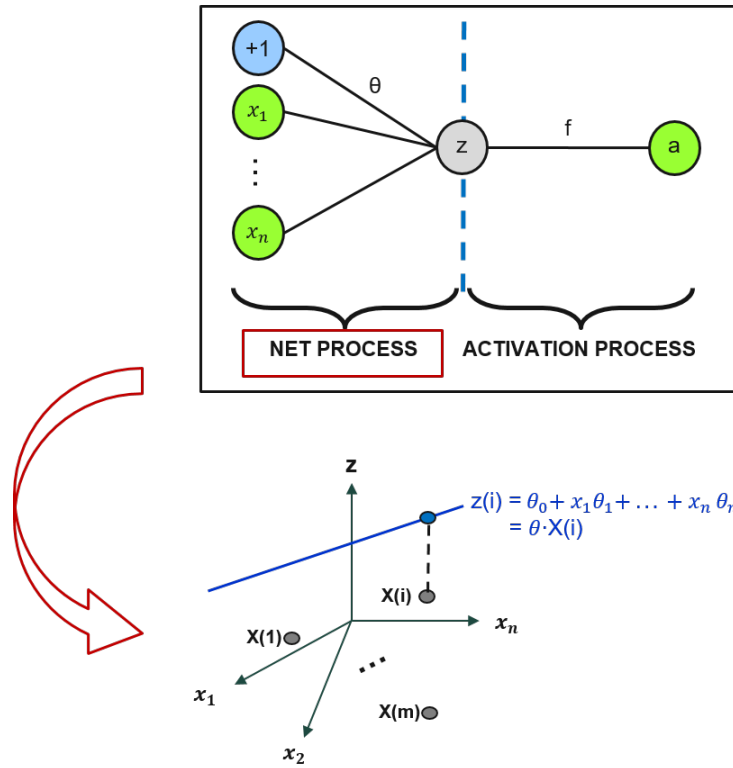 +1
θ
x₁
z
f
a
⋮
xₙ
NET PROCESS
ACTIVATION PROCESS
z
z(i) = θ₀ + x₁θ₁ + … + xₙ θₙ
= θ·X(i)
X(i)
X(1)
xₙ
...
x₁
X(m)
x₂